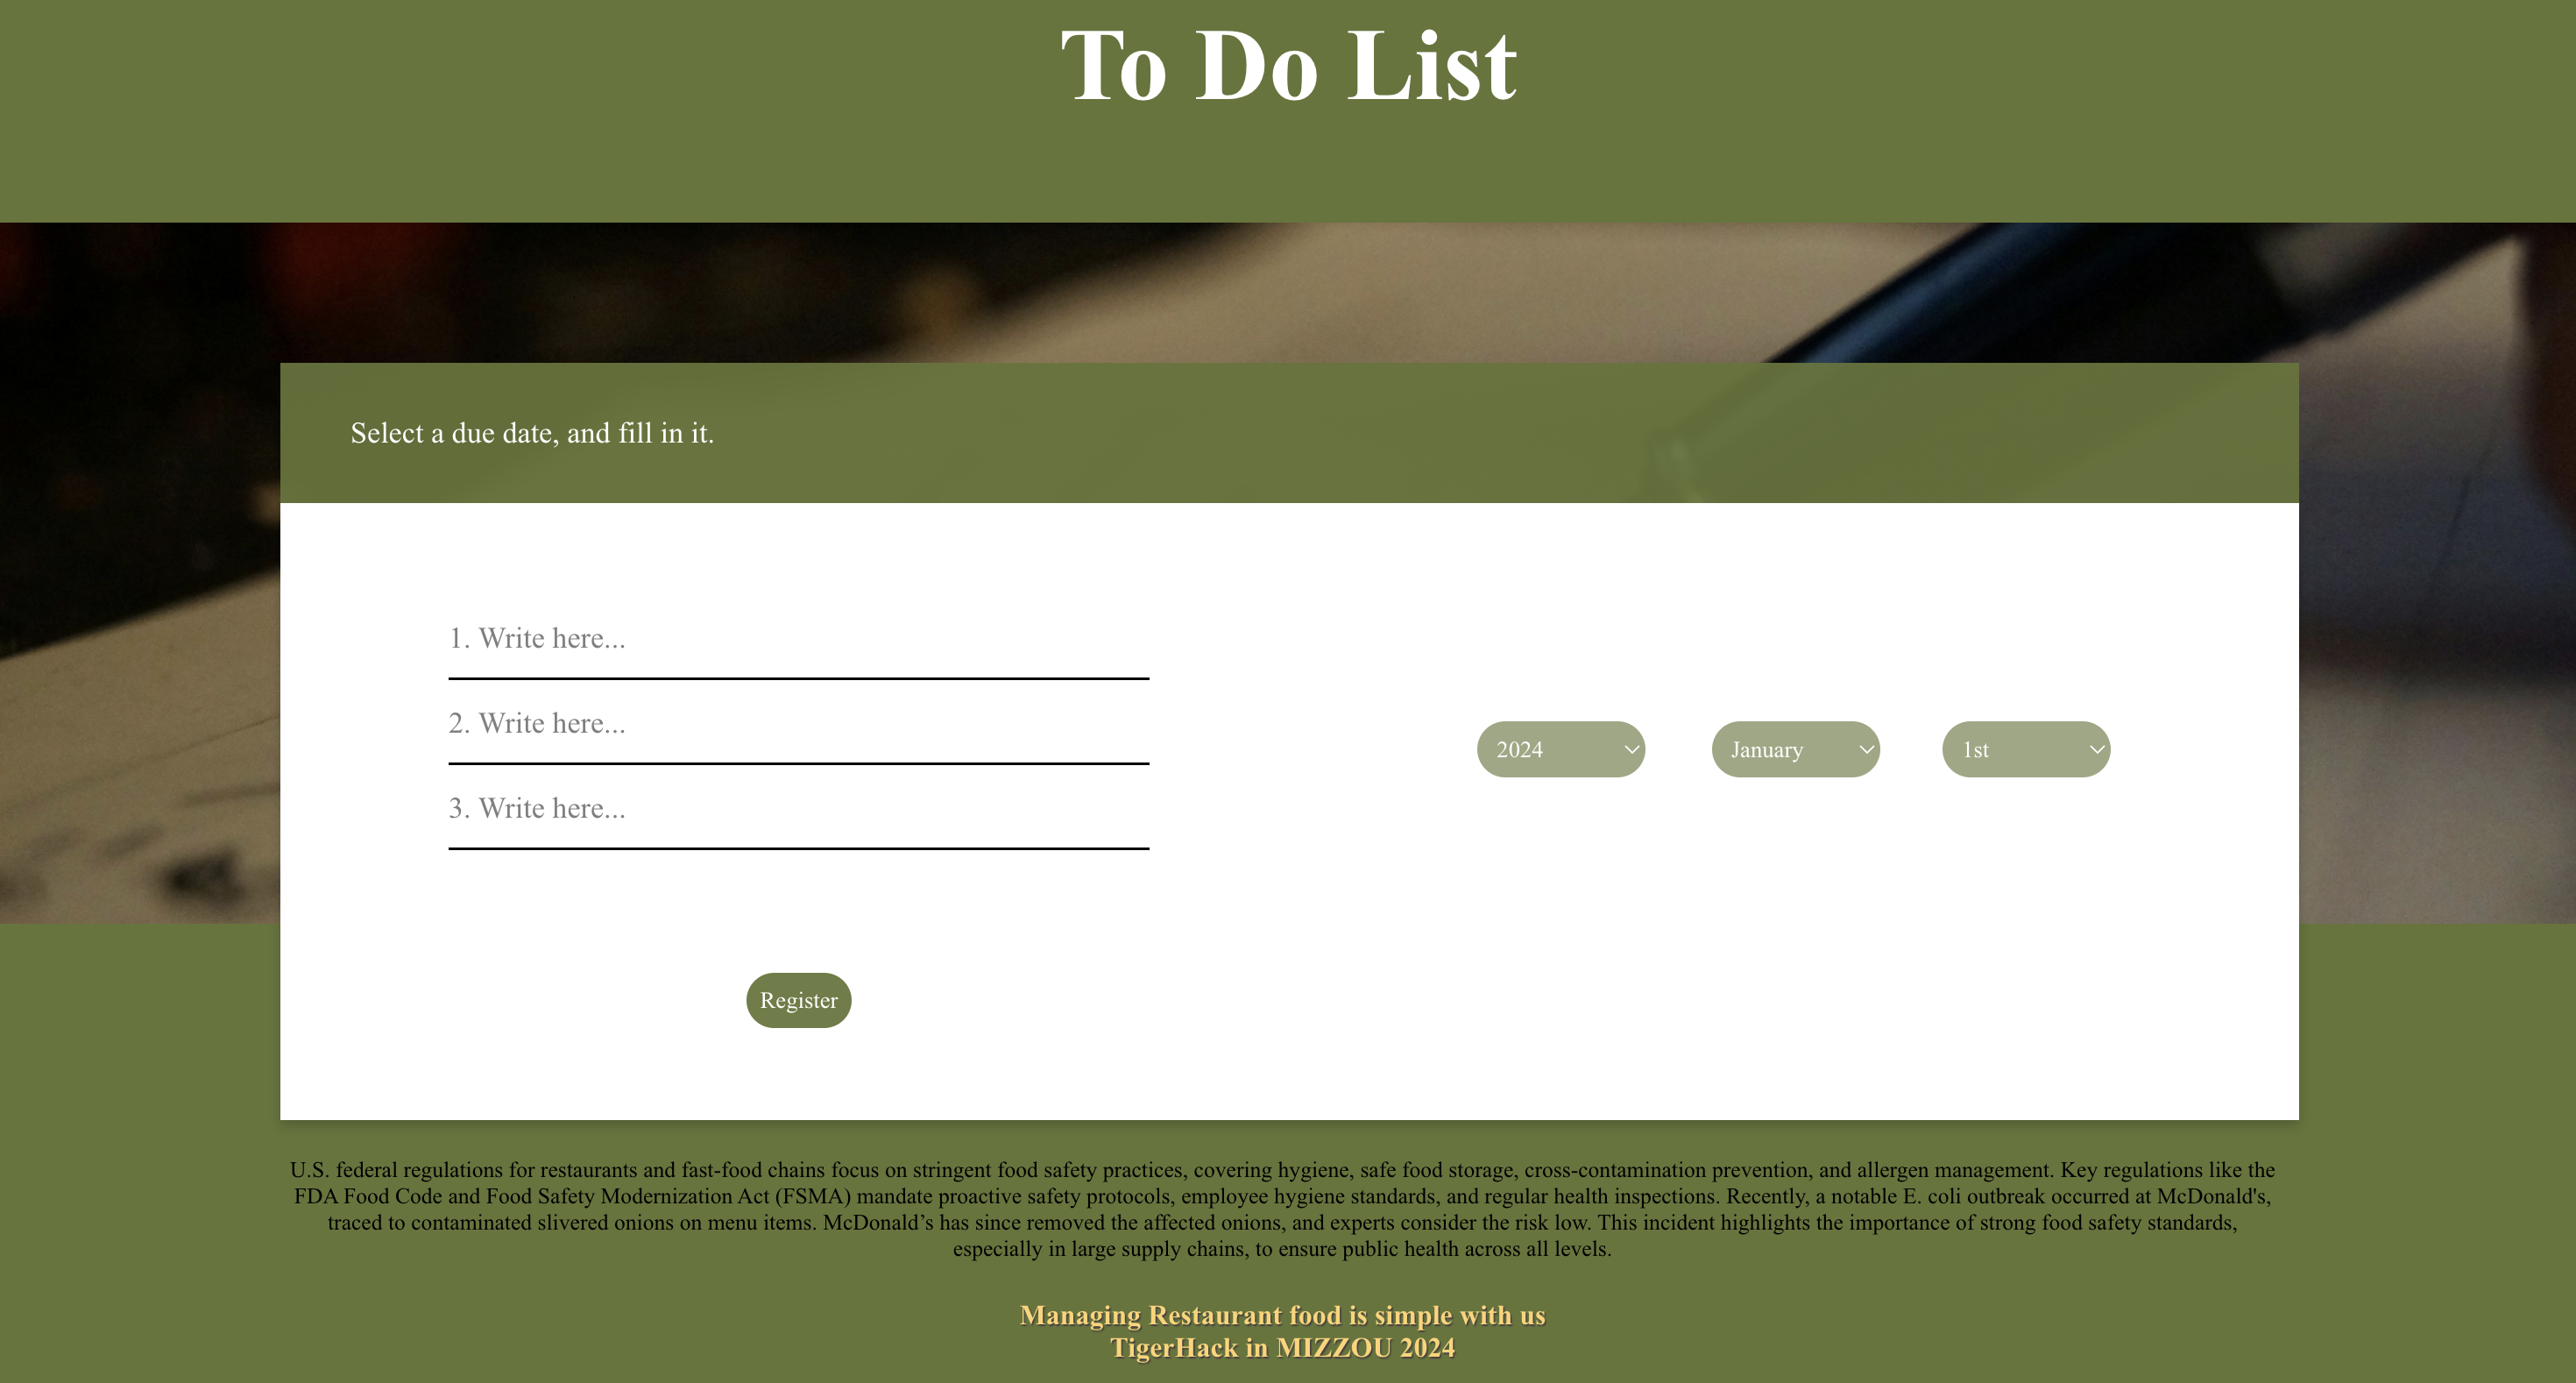 To Do List
Select a due date, and fill in it.
1. Write here...
2. Write here...
3. Write here...
2024
January
1st
Register
U.S. federal regulations for restaurants and fast-food chains focus on stringent food safety practices, covering hygiene, safe food storage, cross-contamination prevention, and allergen management. Key regulations like the
FDA Food Code and Food Safety Modernization Act (FSMA) mandate proactive safety protocols, employee hygiene standards, and regular health inspections. Recently, a notable E. coli outbreak occurred at McDonald's,
traced to contaminated slivered onions on menu items. McDonald’s has since removed the affected onions, and experts consider the risk low. This incident highlights the importance of strong food safety standards,
especially in large supply chains, to ensure public health across all levels.
Managing Restaurant food is simple with us
TigerHack in MIZZOU 2024